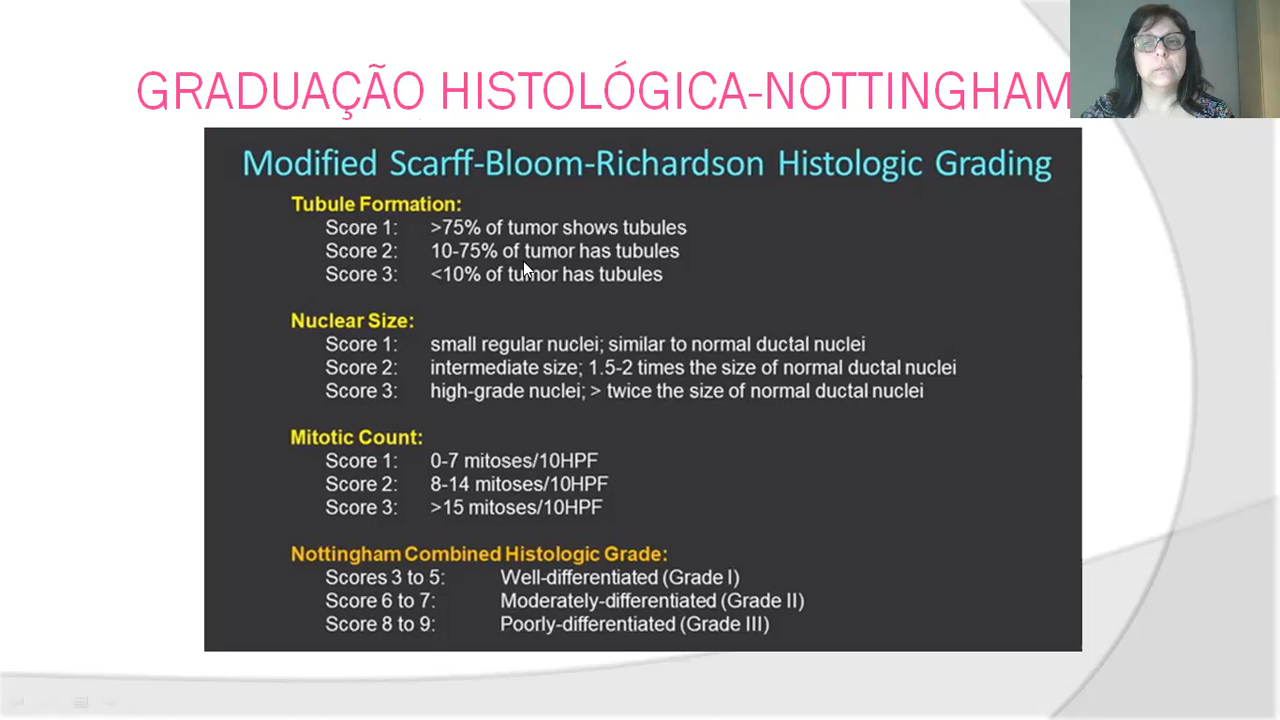 GRADUAÇÃO HISTOLÓGICA-NOTTINGHAM
Modified Scarff-Bloom-Richardson Histologic Grading
Tubule Formation:
Score 1: >75% of tumor shows tubules
Score 2: 10-75% of tumor has tubules
Score 3: <10% of tumor has tubules
Nuclear Size:
Score 1: small regular nuclei; similar to normal ductal nuclei
Score 2: intermediate size; 1.5-2 times the size of normal ductal nuclei
Score 3: high-grade nuclei; > twice the size of normal ductal nuclei
Mitotic Count:
Score 1: 0-7 mitoses/10HPF
Score 2: 8-14 mitoses/10HPF
Score 3: >15 mitoses/10HPF
Nottingham Combined Histologic Grade:
Scores 3 to 5: Well-differentiated (Grade I)
Score 6 to 7: Moderately-differentiated (Grade II)
Score 8 to 9: Poorly-differentiated (Grade III)